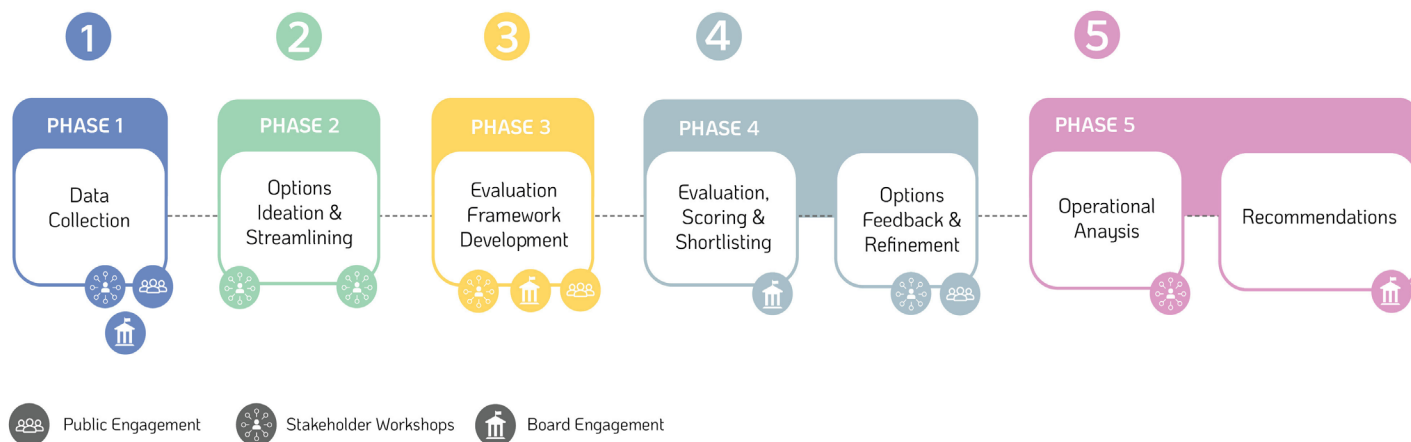 1
2
3
4
5
PHASE 1
PHASE 2
PHASE 3
PHASE 4
PHASE 5
Data
Collection
Options
Ideation &
Streamlining
Evaluation
Framework
Development
Evaluation,
Scoring &
Shortlisting
Options
Feedback &
Refinement
Operational
Anaysis
Recommendations
Public Engagement
Stakeholder Workshops
Board Engagement